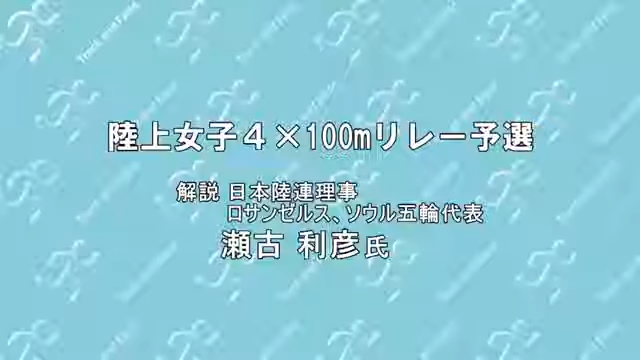 陸上女子4×100mリレー予選
解説 日本陸連理事
ロサンゼルス、ソウル五輪代表
瀬古 利彦氏